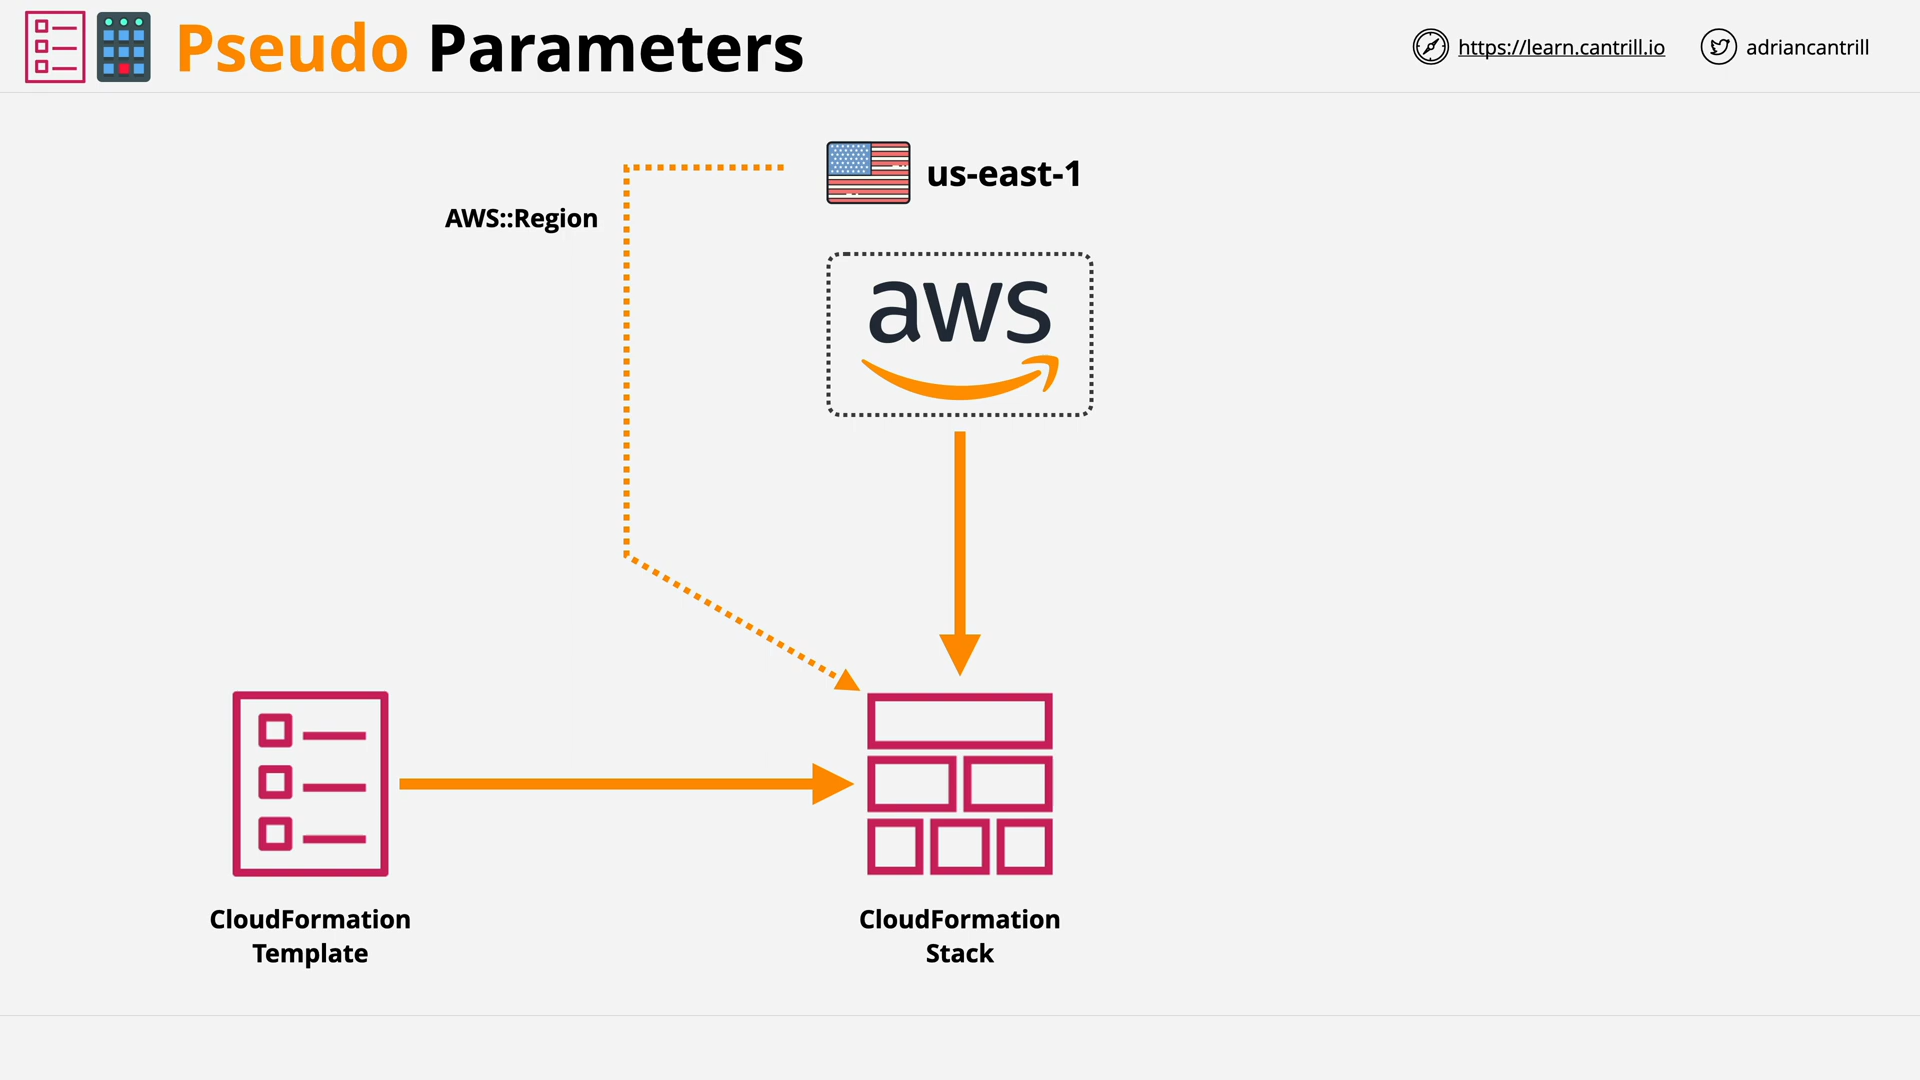 Pseudo Parameters
https://learn.cantrill.io
adriancantrill
us-east-1
AWS::Region
aws
CloudFormation
Template
CloudFormation
Stack